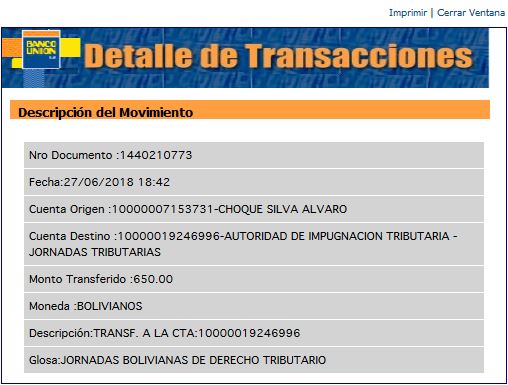 Imprimir | Cerrar Ventana
BANCO
UNION
S.A.
Detalle de Transacciones
Descripción del Movimiento
Nro Documento :1440210773
Fecha:27/06/2018 18:42
Cuenta Origen :10000007153731-CHOQUE SILVA ALVARO
Cuenta Destino :10000019246996-AUTORIDAD DE IMPUGNACION TRIBUTARIA -
JORNADAS TRIBUTARIAS
Monto Transferido :650.00
Moneda :BOLIVIANOS
Descripción:TRANSF. A LA CTA:10000019246996
Glosa:JORNADAS BOLIVIANAS DE DERECHO TRIBUTARIO